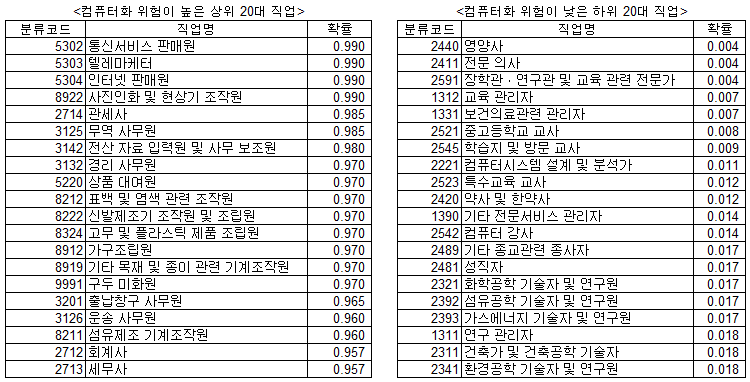 <컴퓨터화 위험이 높은 상위 20대 직업>
분류코드 직업명 확률
5302 통신서비스 판매원 0.990
5303 텔레마케터 0.990
5304 인터넷 판매원 0.990
8922 사진인화 및 현상기 조작원 0.990
2714 관세사 0.985
3125 무역 사무원 0.985
3142 전산 자료 입력원 및 사무 보조원 0.980
3132 경리 사무원 0.970
5220 상품 대여원 0.970
8212 표백 및 염색 관련 조작원 0.970
8222 신발제조기 조작원 및 조립원 0.970
8324 고무 및 플라스틱 제품 조립원 0.970
8912 가구조립원 0.970
8919 기타 목재 및 종이 관련 기계조작원 0.970
9991 구두 미화원 0.970
3201 출납창구 사무원 0.965
3126 운송 사무원 0.960
8211 섬유제조 기계조작원 0.960
2712 회계사 0.957
2713 세무사 0.957
<컴퓨터화 위험이 낮은 하위 20대 직업>
분류코드 직업명 확률
2440 영양사 0.004
2411 전문 의사 0.004
2591 장학관·연구관 및 교육 관련 전문가 0.004
1312 교육 관리자 0.007
1331 보건의료관련 관리자 0.007
2521 중고등학교 교사 0.008
2545 학습지 및 방문 교사 0.009
2221 컴퓨터시스템 설계 및 분석가 0.011
2523 특수교육 교사 0.012
2420 약사 및 한약사 0.012
1390 기타 전문서비스 관리자 0.014
2542 컴퓨터 강사 0.014
2489 기타 종교관련 종사자 0.017
2481 성직자 0.017
2321 화학공학 기술자 및 연구원 0.017
2392 섬유공학 기술자 및 연구원 0.017
2393 가스에너지 기술자 및 연구원 0.017
1311 연구 관리자 0.018
2311 건축가 및 건축공학 기술자 0.018
2341 환경공학 기술자 및 연구원 0.018